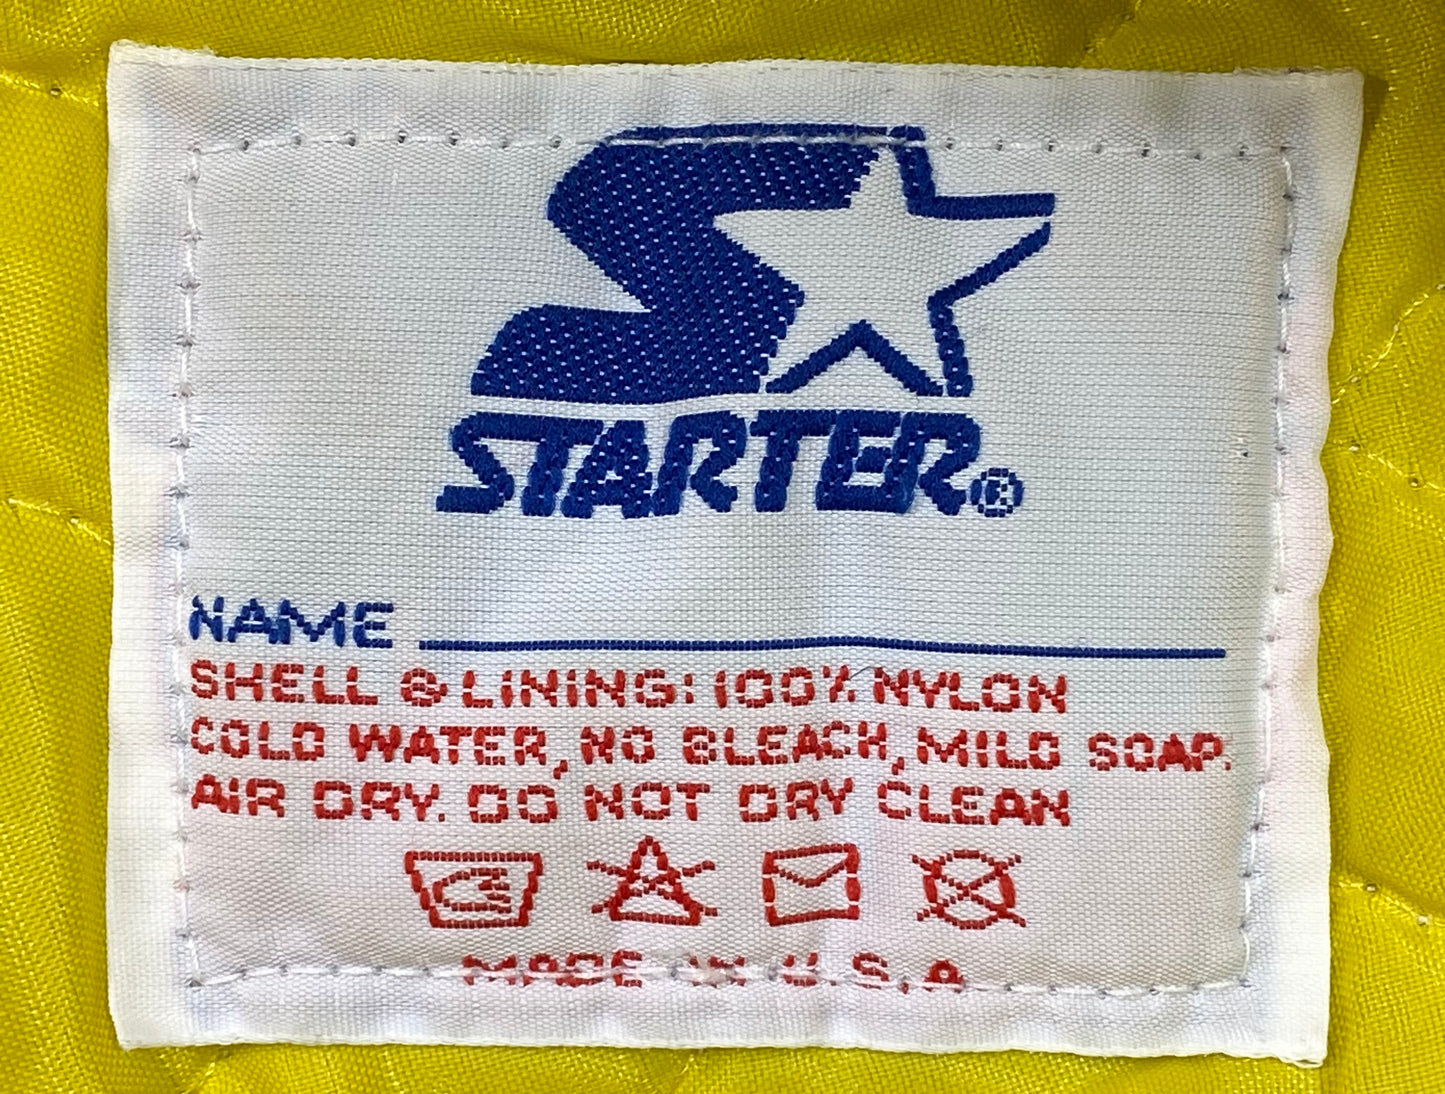 STARTER®
NAME
SHELL & LINING: 100% NYLON
COLD WATER, NO BLEACH, MILD SOAP.
AIR DRY. DO NOT DRY CLEAN
MADE IN U.S.A